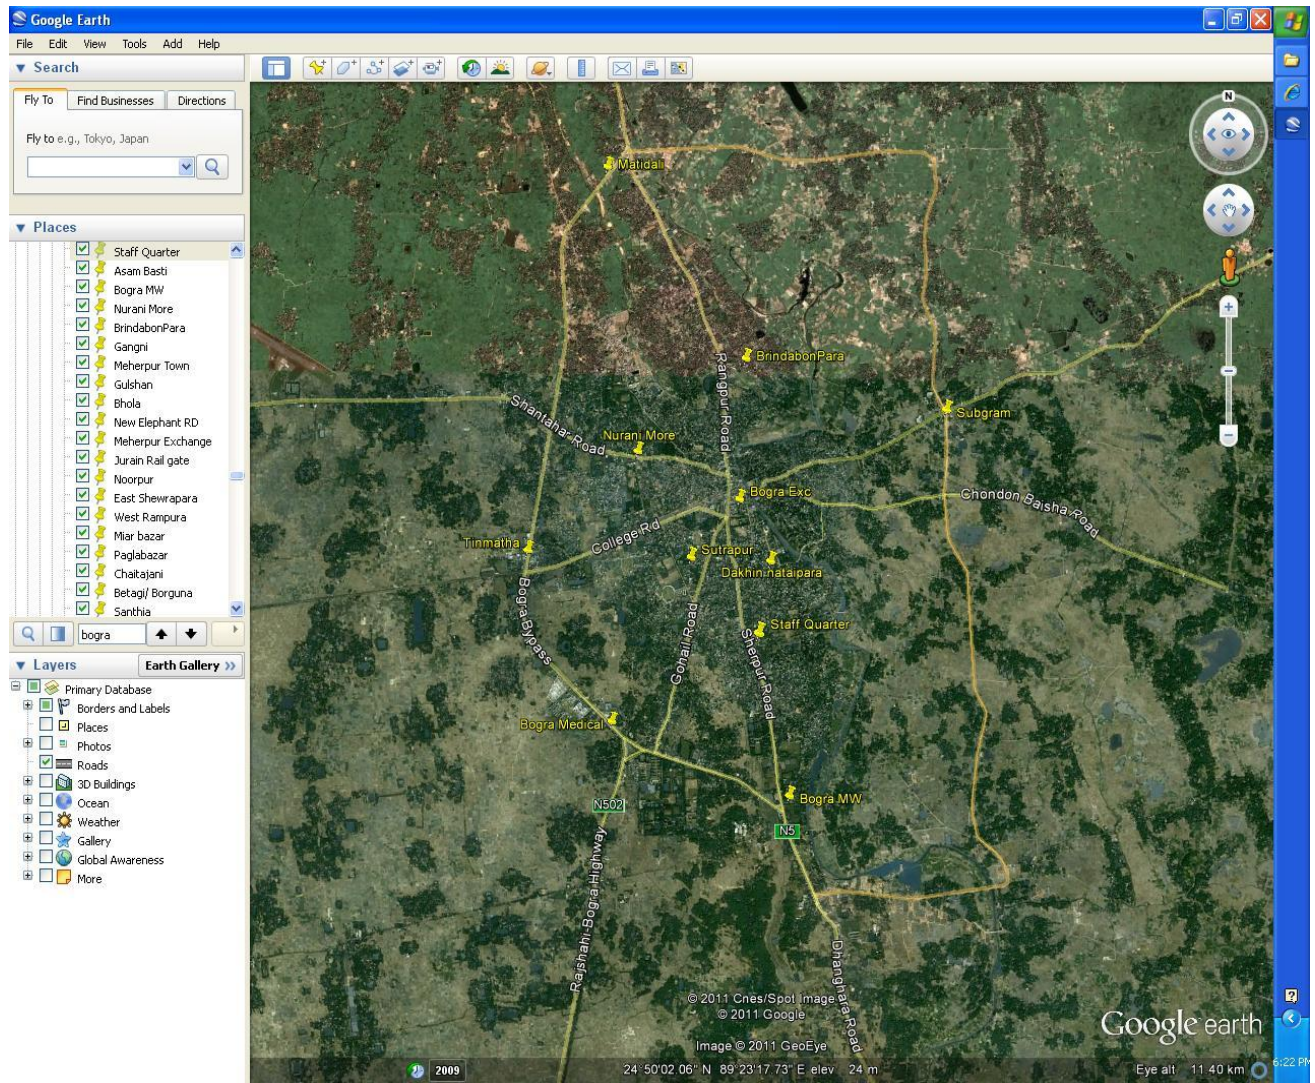 Google Earth
File Edit View Tools Add Help
Search
Fly To Find Businesses Directions
Fly to e.g., Tokyo, Japan
Places
Staff Quarter
Asam Basti
Bogra MW
Nurani More
BrindabonPara
Gangni
Meherpur Town
Gulshan
Bhola
New Elephant RD
Meherpur Exchange
Jurain Rail gate
Noorpur
East Shewrapara
West Rampura
Miar bazar
Paglabazar
Chaitajani
Betagi/ Borguna
Santhia
bogra
Layers Earth Gallery >>
Primary Database
Borders and Labels
Places
Photos
Roads
3D Buildings
Ocean
Weather
Gallery
Global Awareness
More
N
Matidali
BrindabonPara
Rangpur Road
Subgram
Shantahar Road
Nurani More
Bogra Exc
Chondon Baisha Road
Tinmatha
College Rd
Sutrapur
Dakhin nataipara
Bogra Bypass
Staff Quarter
Gohail Road
Sherpur Road
Bogra Medical
Bogra MW
N502
N5
Rajshahi-Bogra Highway
Dhanghara Road
© 2011 Cnes/Spot Image
© 2011 Google
Image © 2011 GeoEye
Google earth
2009
24°50'02.06" N 89°23'17 73" E elev 24 m
Eye alt 11 40 km
6:22 PM